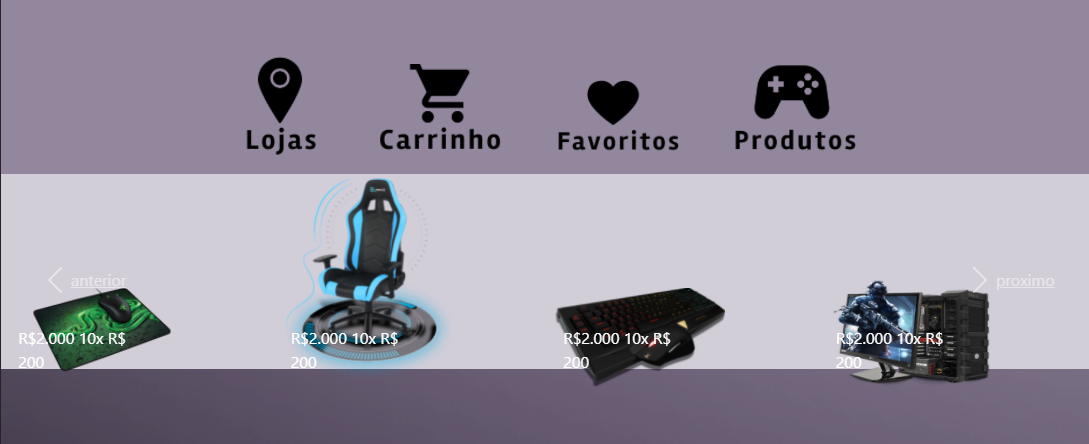 Lojas
Carrinho
Favoritos
Produtos
anterior
proximo
R$2.000 10x R$
200
R$2.000 10x R$
200
R$2.000 10x R$
200
R$2.000 10x R$
200